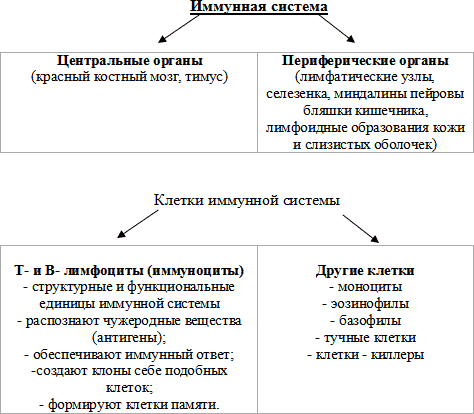 Иммунная система
Центральные органы
(красный костный мозг, тимус)
Периферические органы
(лимфатические узлы,
селезенка, миндалины пейровы
бляшки кишечника,
лимфоидные образования кожи
и слизистых оболочек)
Клетки иммунной системы
Т- и В- лимфоциты (иммуноциты)
- структурные и функциональные
единицы иммунной системы
- распознают чужеродные вещества
(антигены);
- обеспечивают иммунный ответ;
-создают клоны себе подобных
клеток;
- формируют клетки памяти.
Другие клетки
- моноциты
- эозинофилы
- базофилы
- тучные клетки
- клетки - киллеры